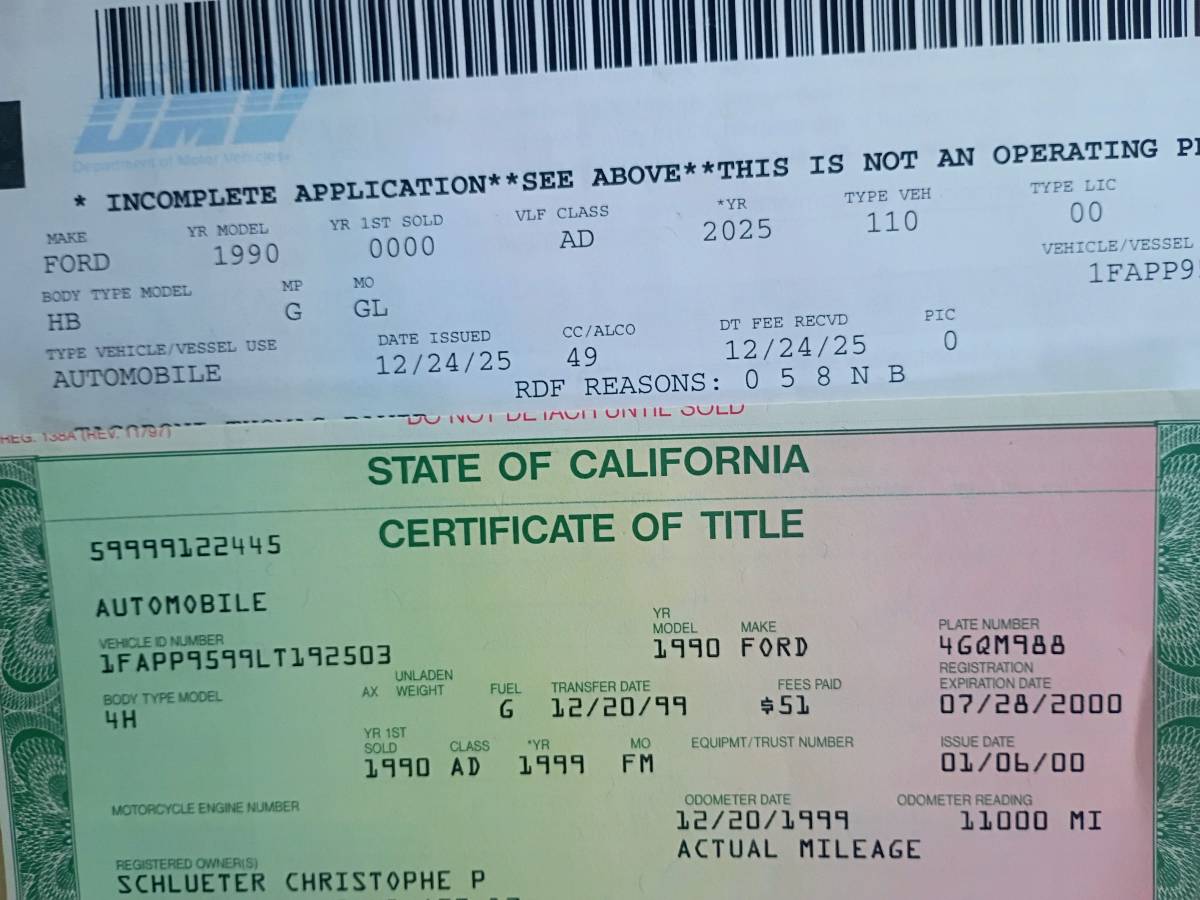 DMV
Department of Motor Vehicles
* INCOMPLETE APPLICATION**SEE ABOVE**THIS IS NOT AN OPERATING
MAKE YR MODEL YR 1ST SOLD VLF CLASS *YR TYPE VEH TYPE LIC
FORD 1990 0000 AD 2025 110 00
BODY TYPE MODEL MP MO VEHICLE/VESSEL
HB G GL 1FAPP9
TYPE VEHICLE/VESSEL USE DATE ISSUED CC/ALCO DT FEE RECVD PIC
AUTOMOBILE 12/24/25 49 12/24/25 0
RDF REASONS: 0 5 8 N B
DO NOT DETACH UNTIL SOLD
REG. 138A (REV. 11/97)
STATE OF CALIFORNIA
CERTIFICATE OF TITLE
59999122445
AUTOMOBILE
VEHICLE ID NUMBER YR MODEL MAKE PLATE NUMBER
1FAPP9599LT192503 1990 FORD 4GQM988
BODY TYPE MODEL AX UNLADEN WEIGHT FUEL TRANSFER DATE FEES PAID REGISTRATION EXPIRATION DATE
4H G 12/20/99 $51 07/28/2000
YR 1ST SOLD CLASS *YR MO EQUIPMT/TRUST NUMBER ISSUE DATE
1990 AD 1999 FM 01/06/00
MOTORCYCLE ENGINE NUMBER ODOMETER DATE ODOMETER READING
12/20/1999 11000 MI
ACTUAL MILEAGE
REGISTERED OWNER(S)
SCHLUETER CHRISTOPHE P